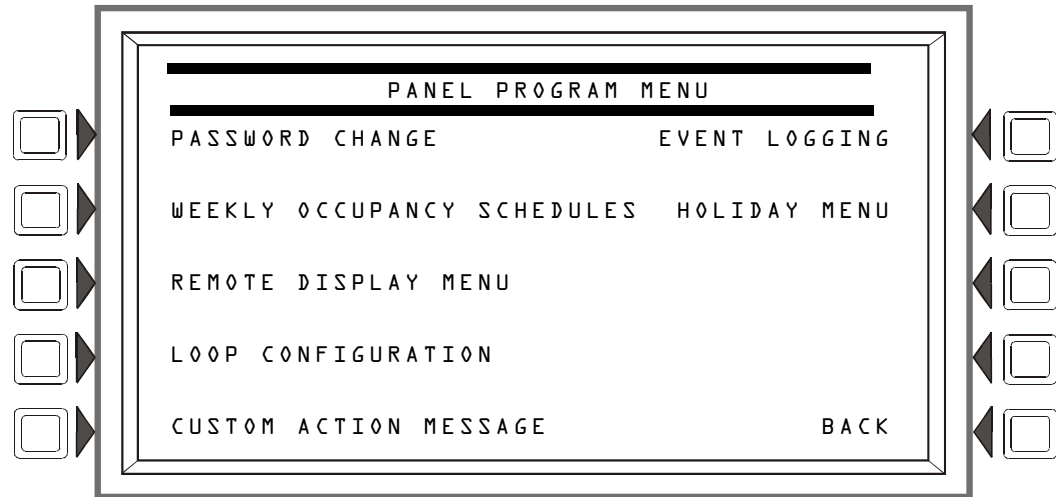 PANEL PROGRAM MENU
PASSWORD CHANGE EVENT LOGGING
WEEKLY OCCUPANCY SCHEDULES HOLIDAY MENU
REMOTE DISPLAY MENU
LOOP CONFIGURATION
CUSTOM ACTION MESSAGE BACK